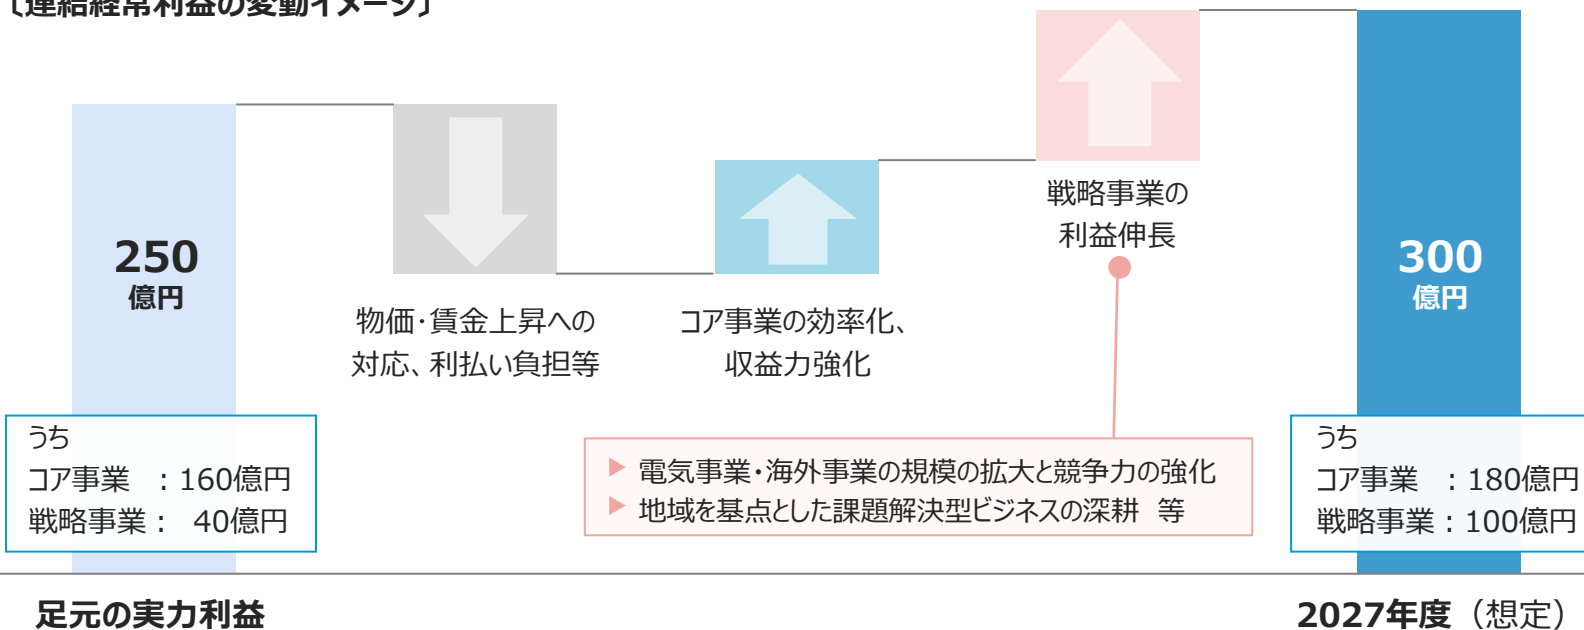 〔連結経常利益の変動イメージ〕
250
億円
物価・賃金上昇への
対応、利払い負担等
コア事業の効率化、
収益力強化
戦略事業の
利益伸長
300
億円
うち
コア事業　：160億円
戦略事業：　40億円
▶ 電気事業・海外事業の規模の拡大と競争力の強化
▶ 地域を基点とした課題解決型ビジネスの深耕　等
うち
コア事業　：180億円
戦略事業：100億円
足元の実力利益
2027年度（想定）